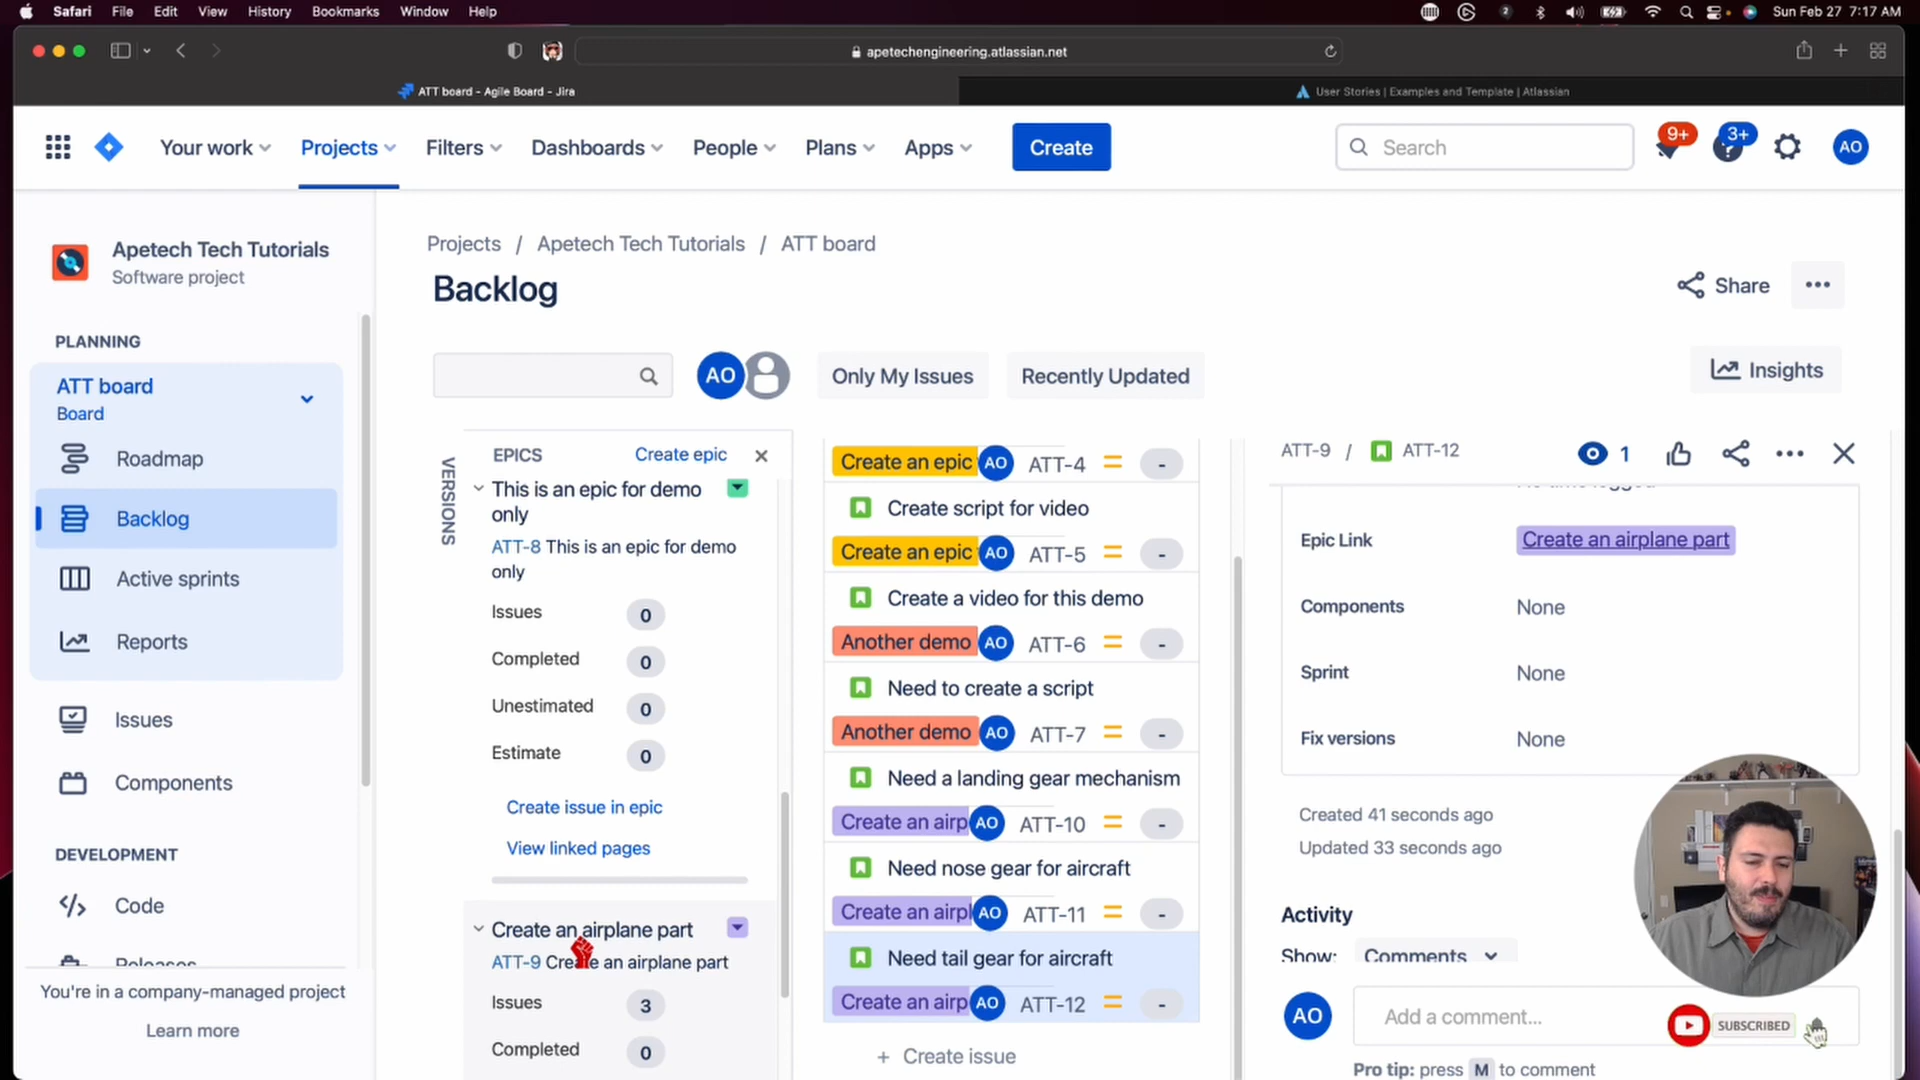 Safari File Edit View History Bookmarks Window Help
2
Sun Feb 27 7:17 AM
apetechengineering.atlassian.net
ATT board - Agile Board - Jira
User Stories | Examples and Template | Atlassian
Your work Projects Filters Dashboards People Plans Apps Create
Search
9+
3+
AO
Apetech Tech Tutorials
Software project
PLANNING
ATT board
Board
Roadmap
Backlog
Active sprints
Reports
Issues
Components
DEVELOPMENT
Code
Releases
You're in a company-managed project
Learn more
Projects / Apetech Tech Tutorials / ATT board
Backlog
Share
AO
Only My Issues
Recently Updated
Insights
VERSIONS
EPICS
Create epic
This is an epic for demo
only
ATT-8 This is an epic for demo
only
Issues 0
Completed 0
Unestimated 0
Estimate 0
Create issue in epic
View linked pages
Create an airplane part
ATT-9 Create an airplane part
Issues 3
Completed 0
Create an epic AO ATT-4 -
Create script for video
Create an epic AO ATT-5 -
Create a video for this demo
Another demo AO ATT-6 -
Need to create a script
Another demo AO ATT-7 -
Need a landing gear mechanism
Create an airp AO ATT-10 -
Need nose gear for aircraft
Create an airpl AO ATT-11 -
Need tail gear for aircraft
Create an airp AO ATT-12 -
+ Create issue
ATT-9 / ATT-12
1
No time logged
Epic Link Create an airplane part
Components None
Sprint None
Fix versions None
Created 41 seconds ago
Updated 33 seconds ago
Activity
Show: Comments
AO
Add a comment...
SUBSCRIBED
Pro tip: press M to comment